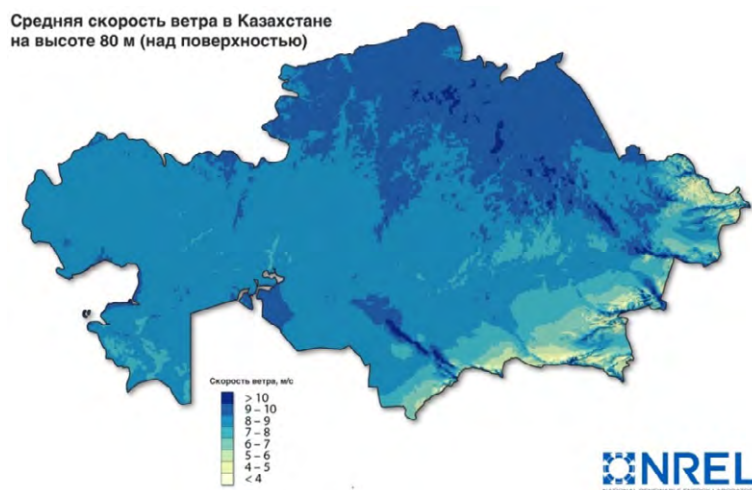 Средняя скорость ветра в Казахстане
на высоте 80 м (над поверхностью)
Скорость ветра, м/с
> 10
9 – 10
8 – 9
7 – 8
6 – 7
5 – 6
4 – 5
< 4
NREL